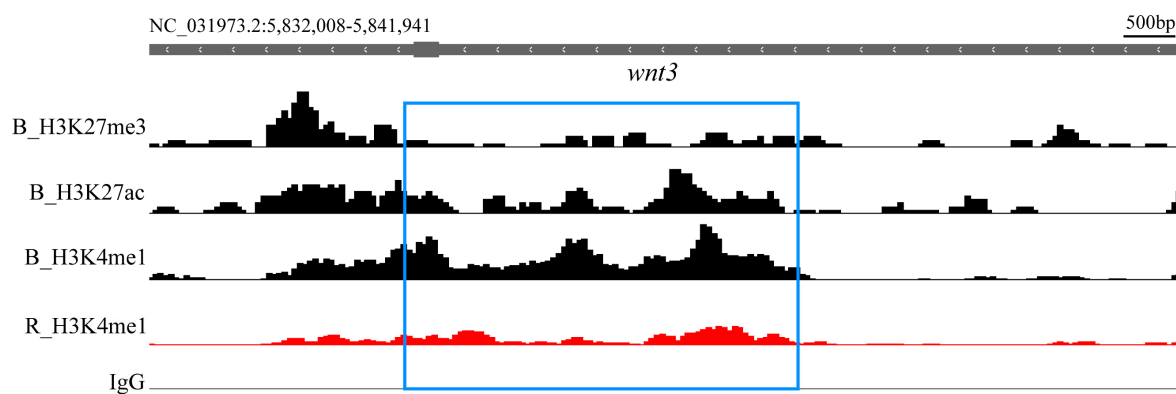 NC_031973.2:5,832,008-5,841,941
500bp
wnt3
B_H3K27me3
B_H3K27ac
B_H3K4me1
R_H3K4me1
IgG